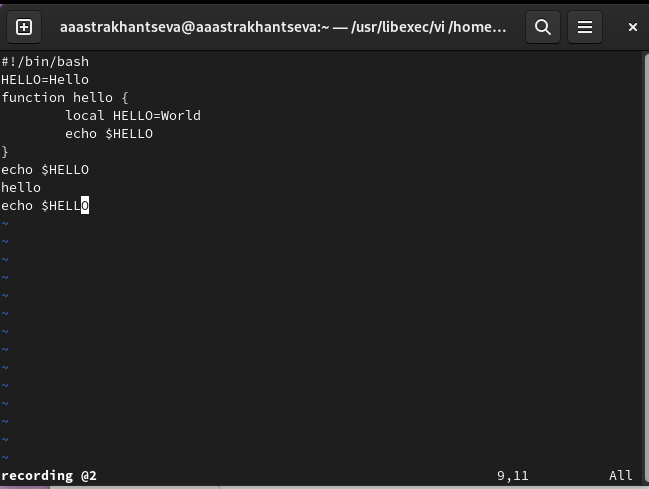 aaastrakhantseva@aaastrakhantseva:~ — /usr/libexec/vi /home…
#!/bin/bash
HELLO=Hello
function hello {
        local HELLO=World
        echo $HELLO
}
echo $HELLO
hello
echo $HELLO
~
~
~
~
~
~
~
~
~
~
~
~
~
~
recording @2 9,11 All